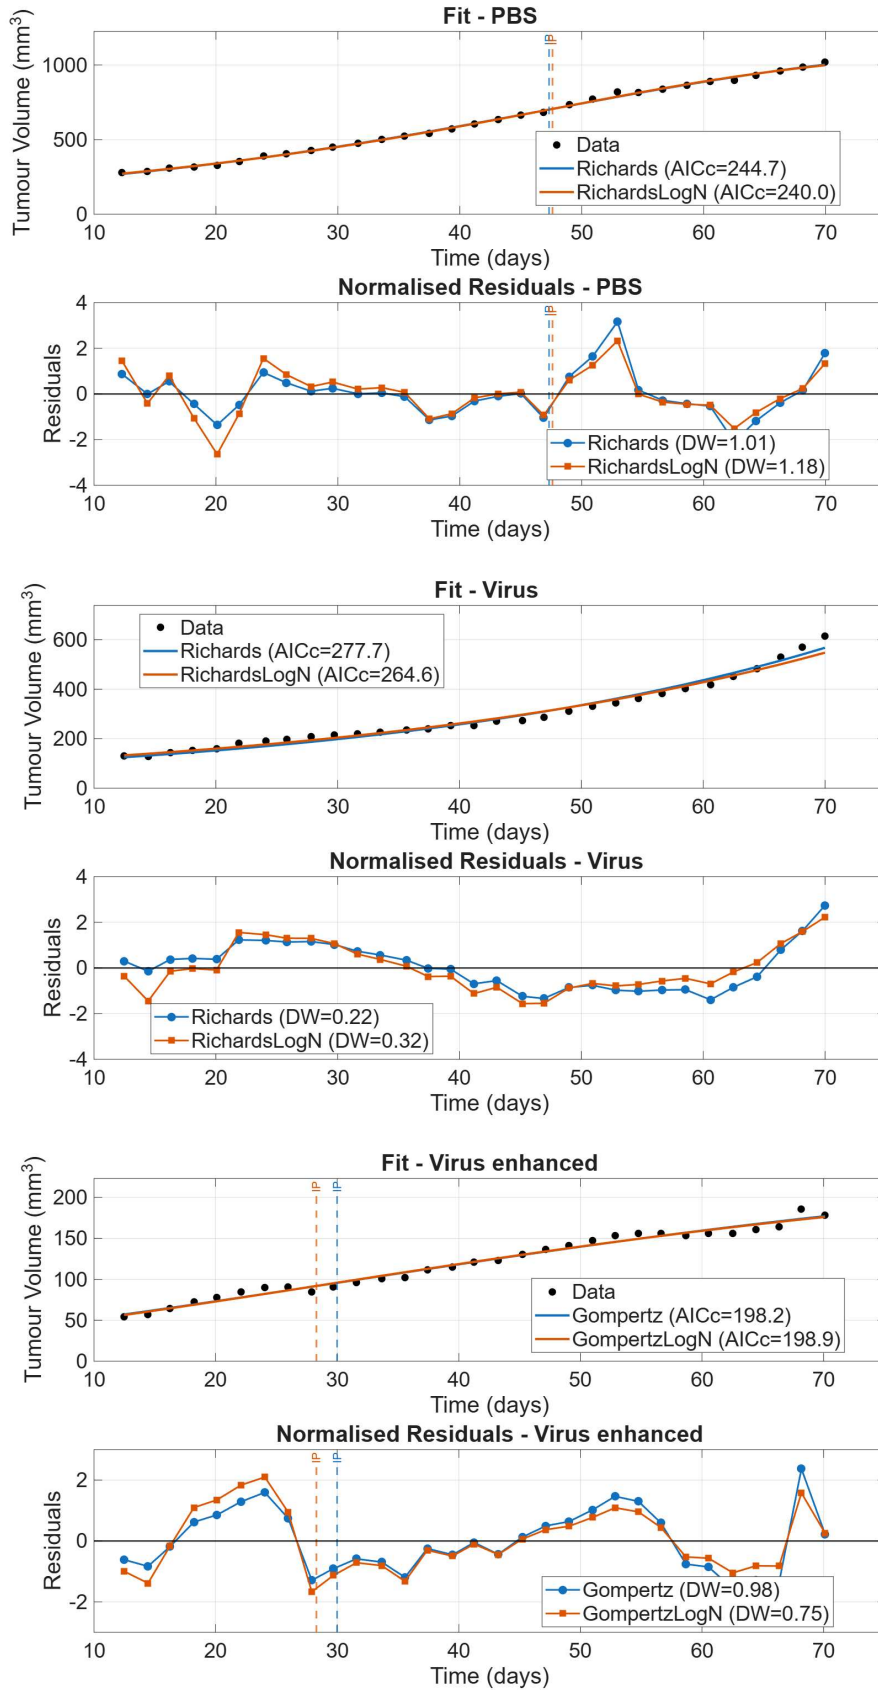 Fit - PBS
Tumour Volume (mm³)
1000
500
0
IP
IP
Data
Richards (AICc=244.7)
RichardsLogN (AICc=240.0)
10 20 30 40 50 60 70
Time (days)
Normalised Residuals - PBS
Residuals
4
2
0
-2
-4
IP
IP
Richards (DW=1.01)
RichardsLogN (DW=1.18)
10 20 30 40 50 60 70
Time (days)
Fit - Virus
Tumour Volume (mm³)
600
400
200
0
Data
Richards (AICc=277.7)
RichardsLogN (AICc=264.6)
10 20 30 40 50 60 70
Time (days)
Normalised Residuals - Virus
Residuals
4
2
0
-2
-4
Richards (DW=0.22)
RichardsLogN (DW=0.32)
10 20 30 40 50 60 70
Time (days)
Fit - Virus enhanced
Tumour Volume (mm³)
200
150
100
50
0
IP
IP
Data
Gompertz (AICc=198.2)
GompertzLogN (AICc=198.9)
10 20 30 40 50 60 70
Time (days)
Normalised Residuals - Virus enhanced
Residuals
2
0
-2
IP
IP
Gompertz (DW=0.98)
GompertzLogN (DW=0.75)
10 20 30 40 50 60 70
Time (days)